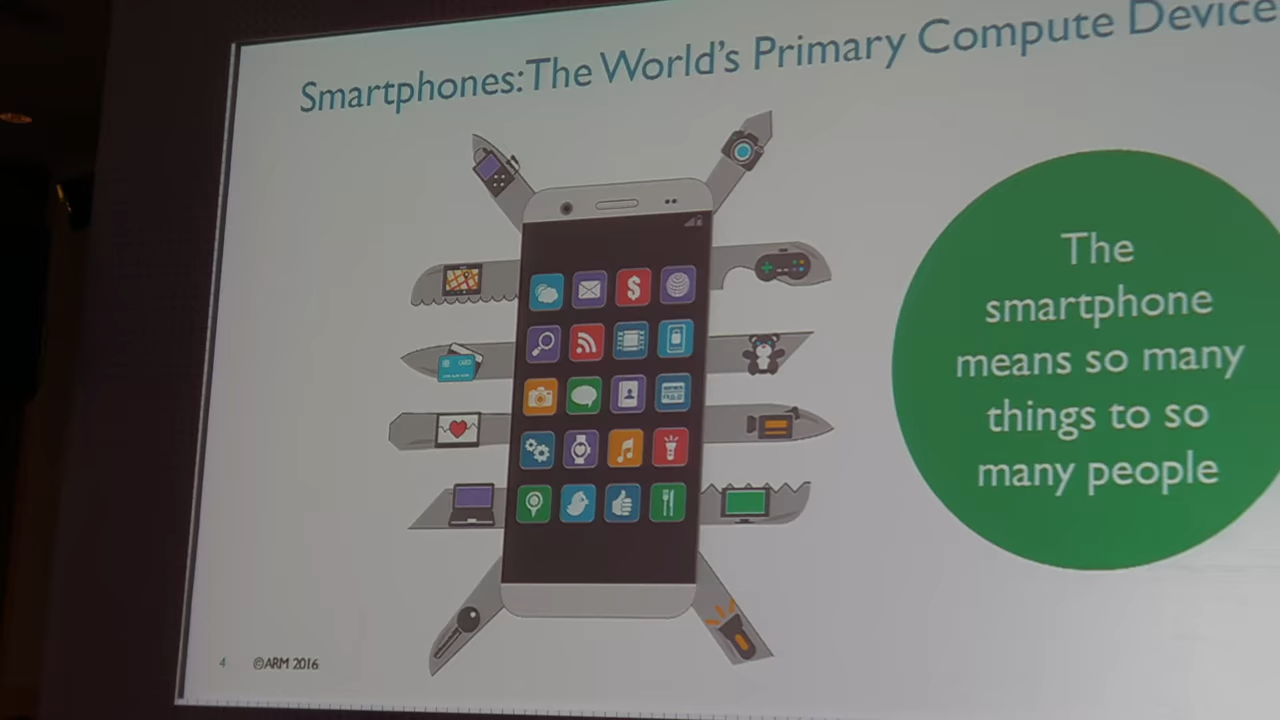 Smartphones: The World's Primary Compute Device
The
smartphone
means so many
things to so
many people
$
CARD
4 ©ARM 2016